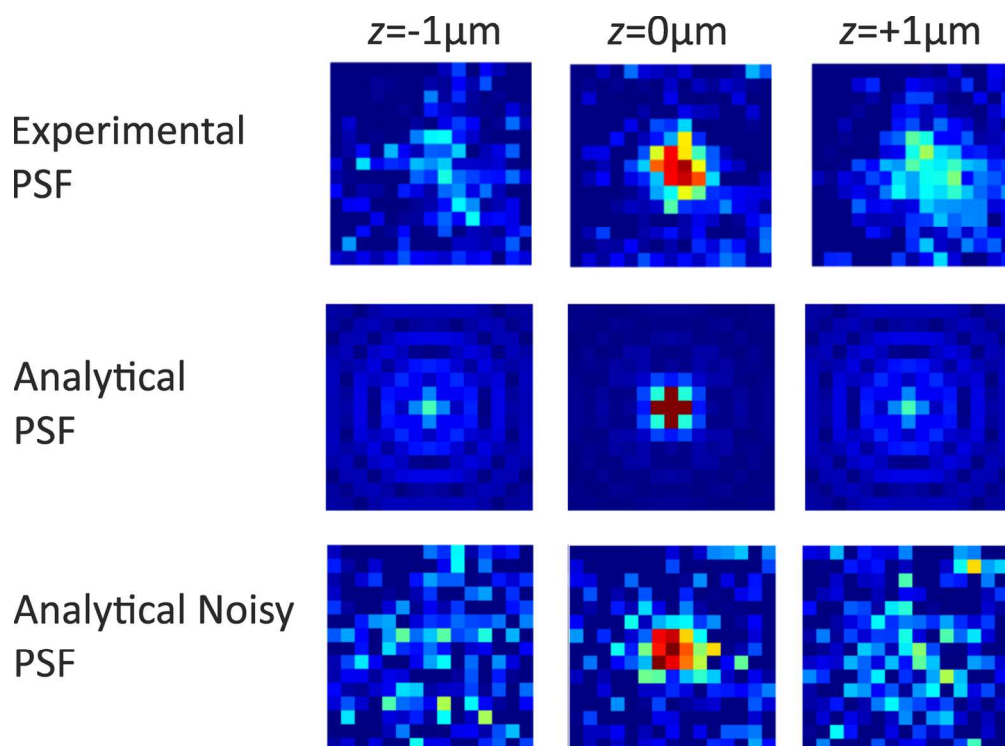 z=-1μm z=0μm z=+1μm
Experimental
PSF
Analytical
PSF
Analytical Noisy
PSF